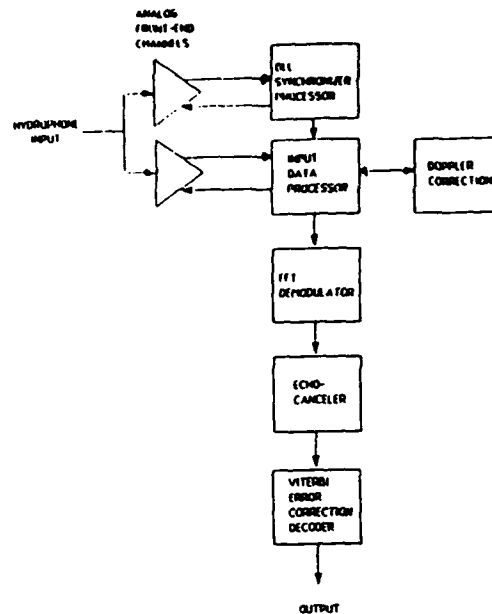 ANALOG
FRONT-END
CHANNELS
DLL
SYNCHRONIZER
PROCESSOR
HYDROPHONE
INPUT
INPUT
DATA
PROCESSOR
DOPPLER
CORRECTION
FFT
DEMODULATOR
ECHO-
CANCELER
VITERBI
ERROR
CORRECTION
DECODER
OUTPUT